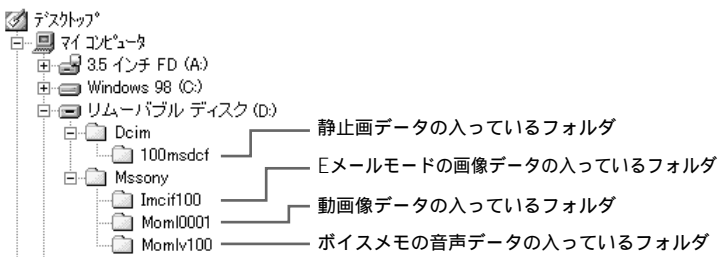 デスクトップ
マイ コンピュータ
3.5 インチ FD (A:)
Windows 98 (C:)
リムーバブル ディスク (D:)
Dcim
静止画データの入っているフォルダ
100msdcf
Mssony
Eメールモードの画像データの入っているフォルダ
Imcif100
動画像データの入っているフォルダ
Moml0001
Momlv100
ボイスメモの音声データの入っているフォルダ